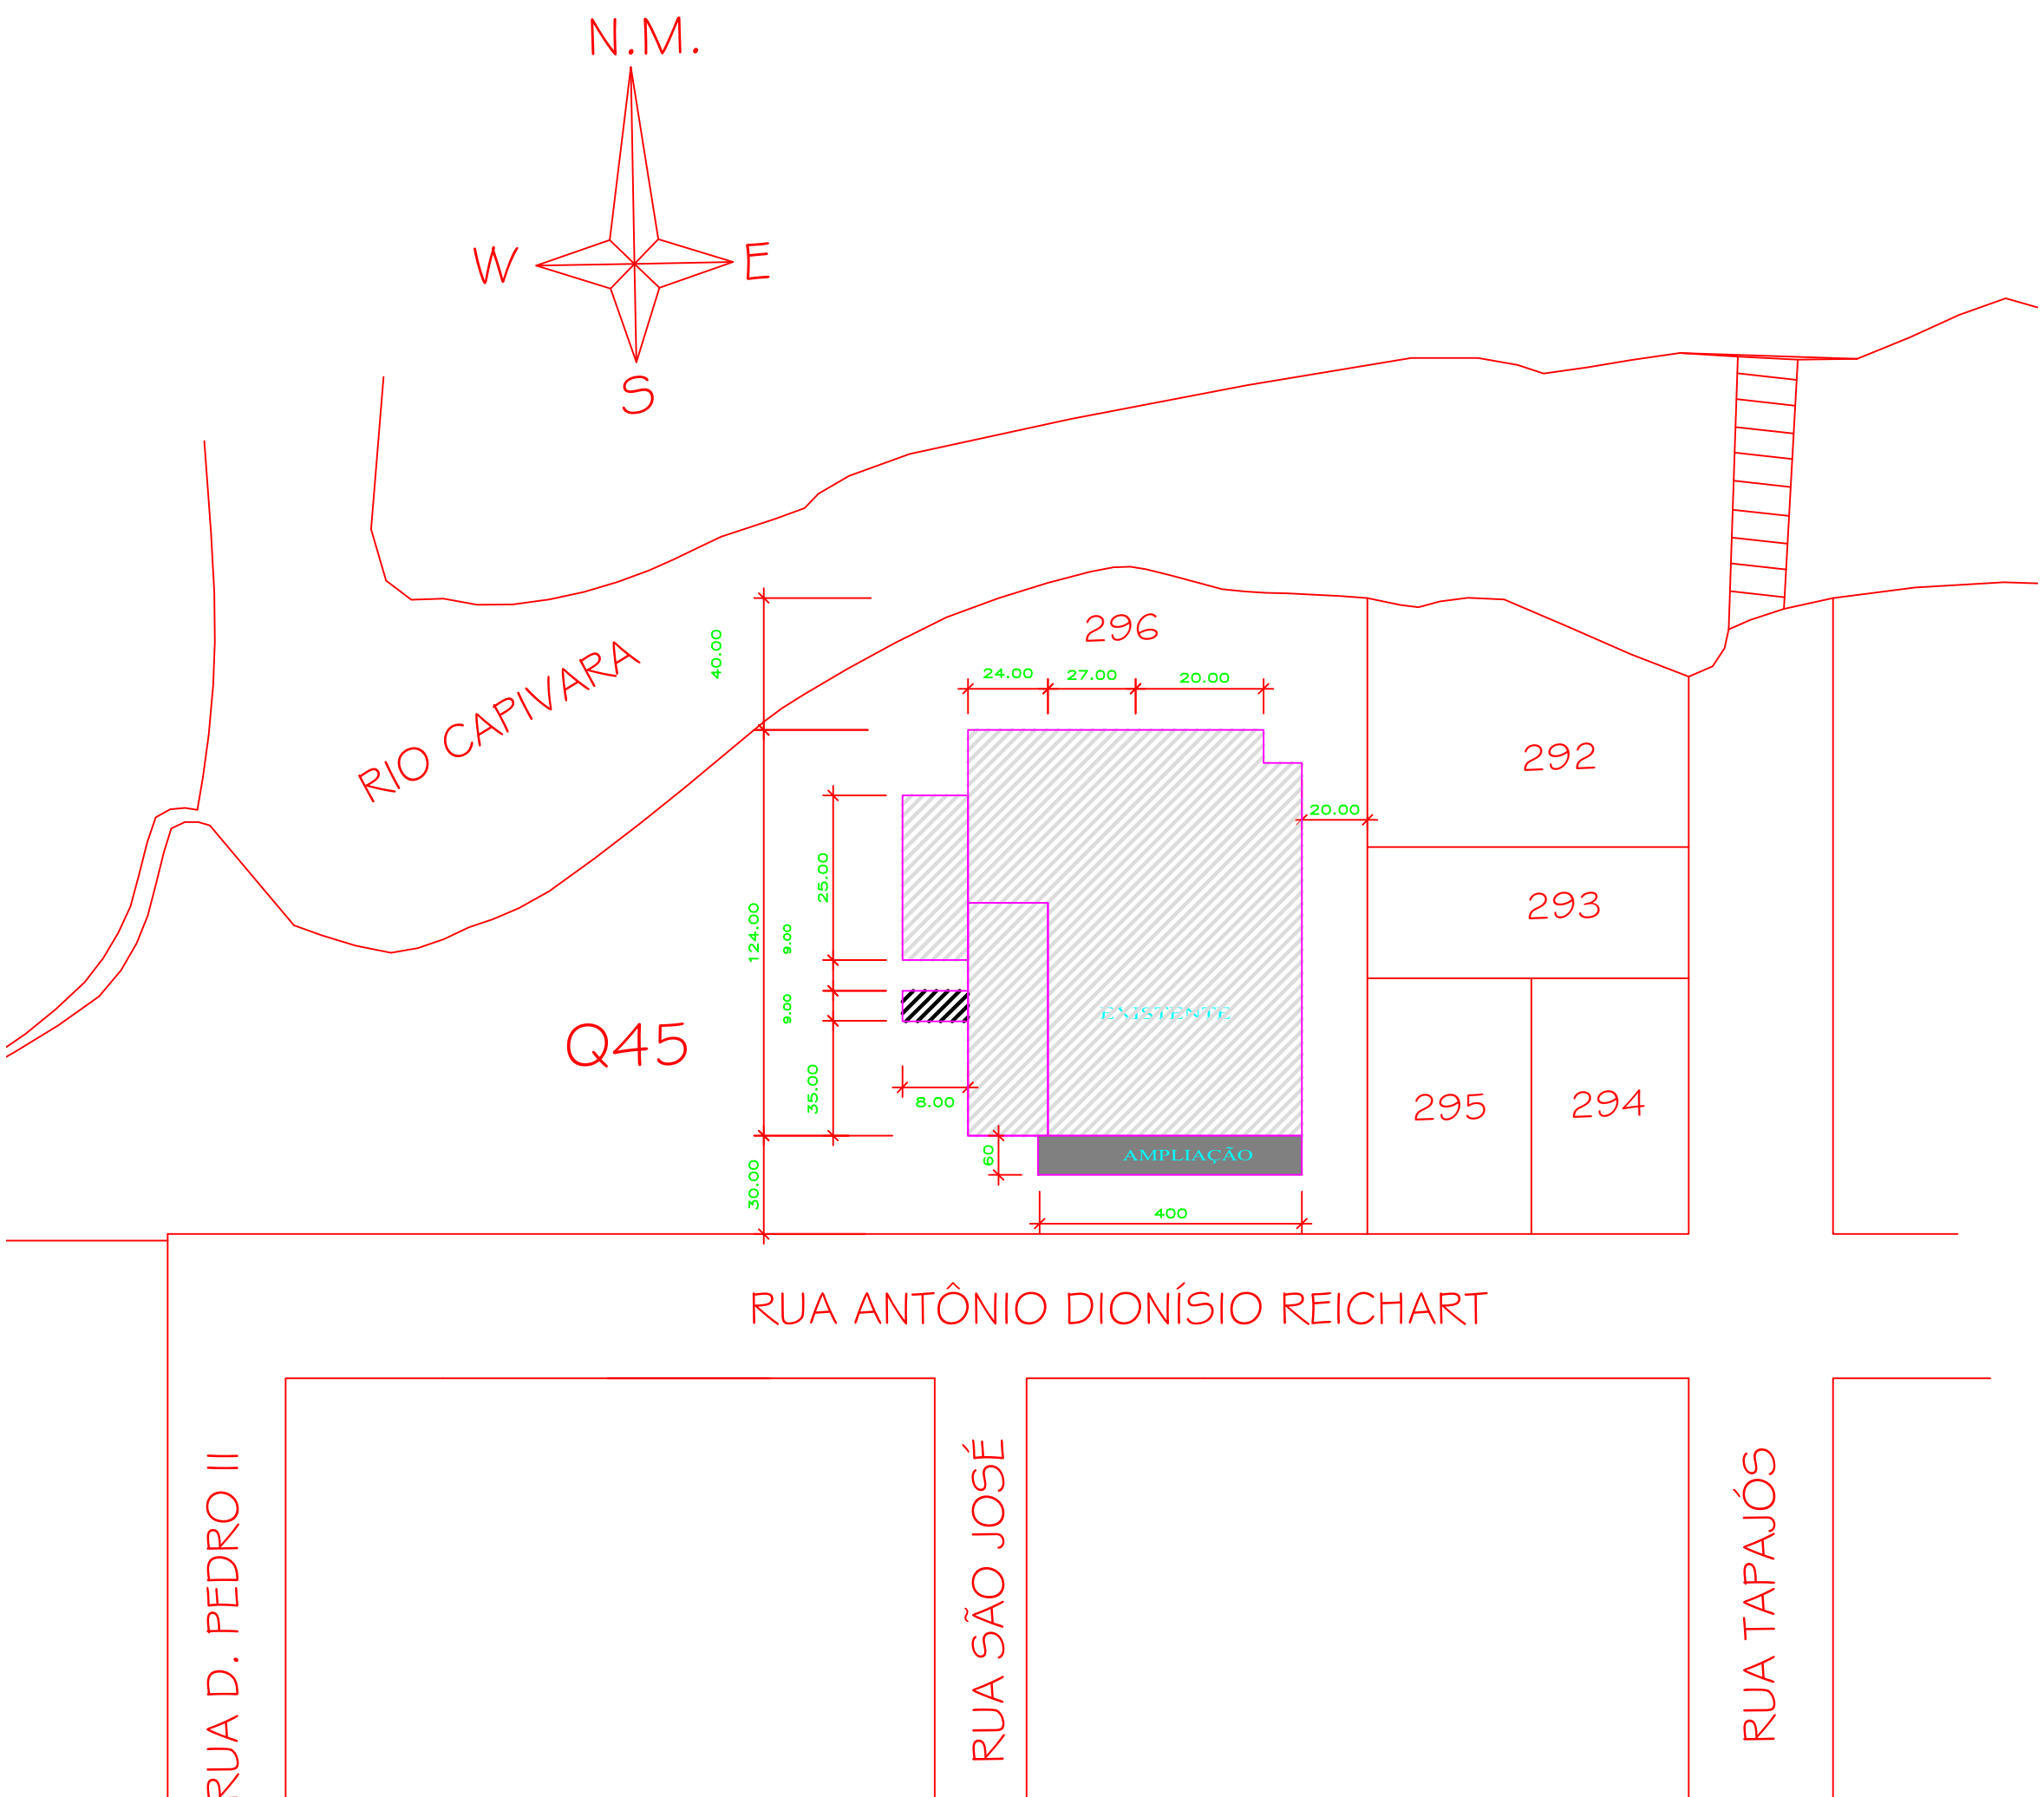 N.M.
W
E
S
RIO CAPIVARA
296
40.00
24.00
27.00
20.00
292
20.00
25.00
293
124.00
9.00
9.00
EXISTENTE
Q45
35.00
8.00
295
294
60
AMPLIAÇÃO
30.00
400
RUA ANTÔNIO DIONÍSIO REICHART
RUA D. PEDRO III
RUA SÃO JOSÉ
RUA TAPAJÓS